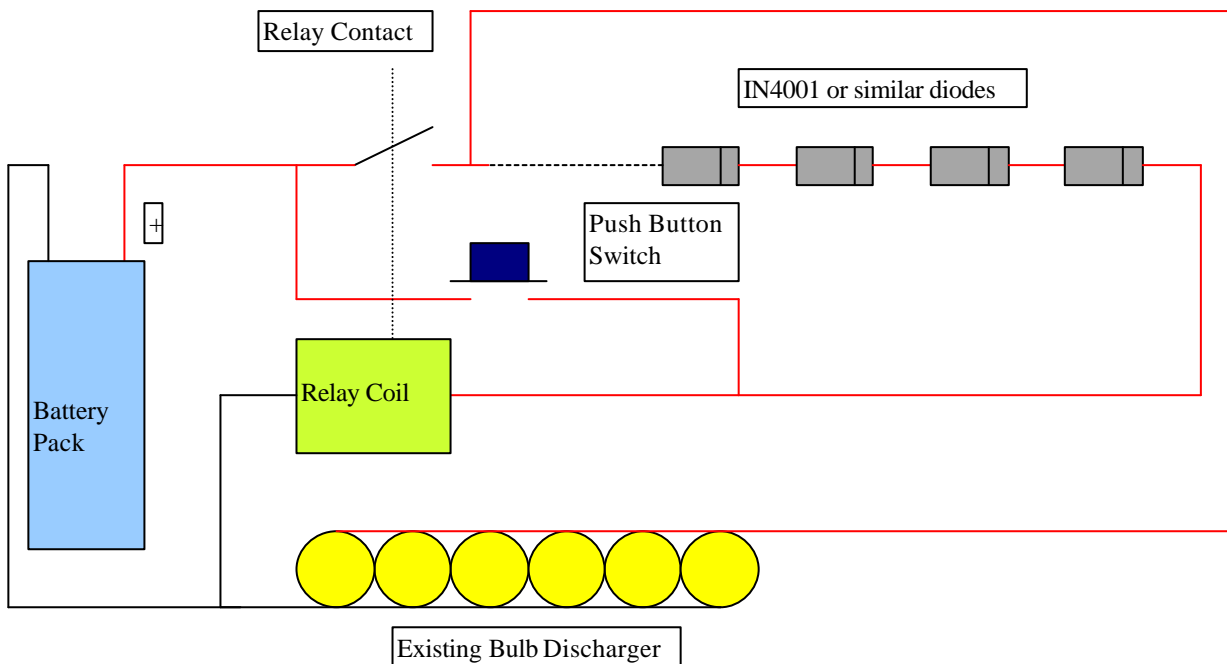 Relay Contact
IN4001 or similar diodes
+
Push Button
Switch
Relay Coil
Battery
Pack
Existing Bulb Discharger